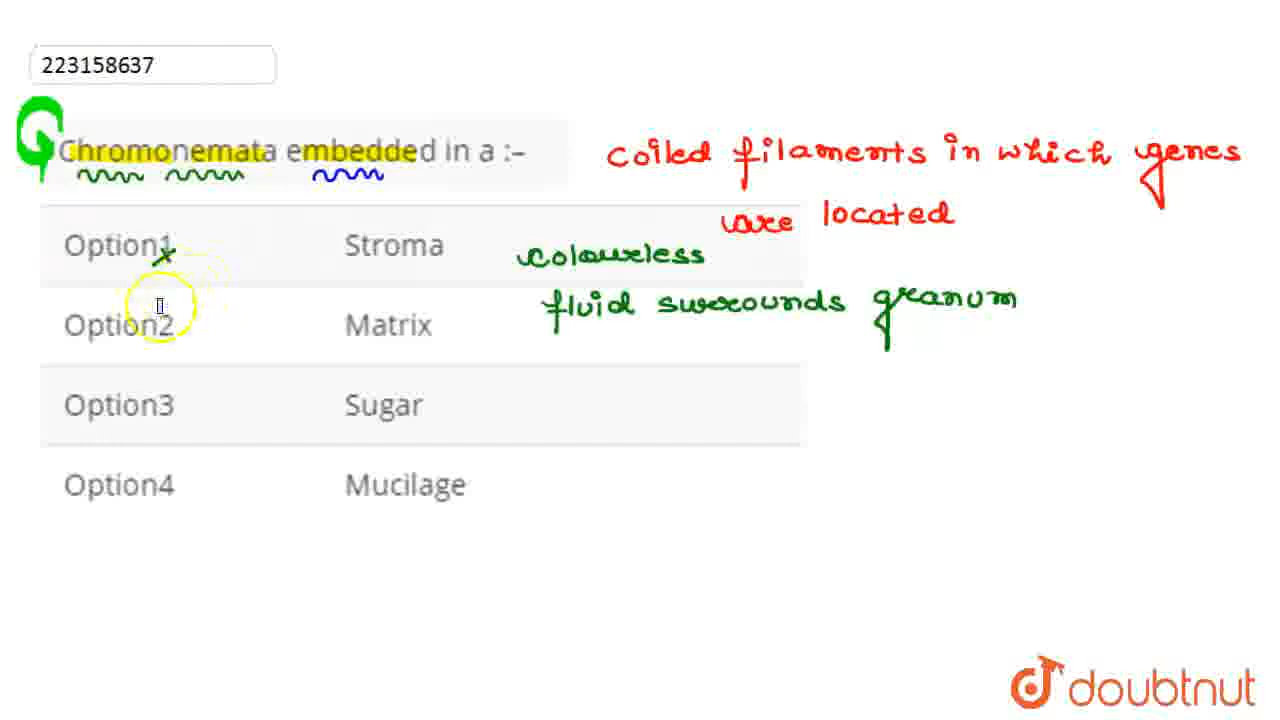 223158637
Chromonemata embedded in a :–
coiled filaments in which genes
are located
Option1 Stroma
colourless
fluid surrounds granum
Option2 Matrix
Option3 Sugar
Option4 Mucilage
doubtnut